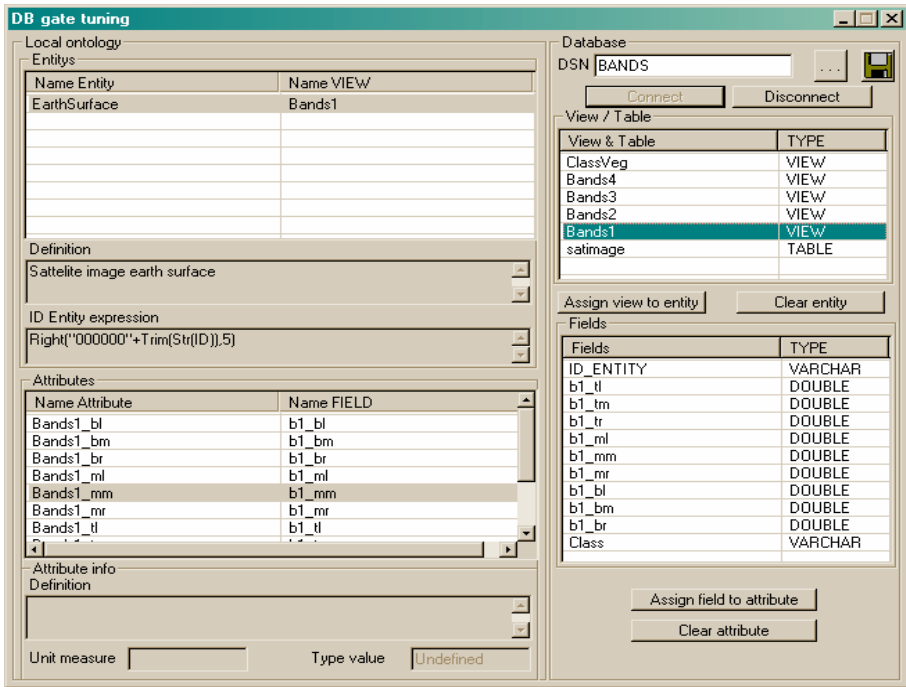 DB gate tuning
Local ontology
Entitys
Name Entity Name VIEW
EarthSurface Bands1
Definition
Sattelite image earth surface
ID Entity expression
Right("000000"+Trim(Str(ID)),5)
Attributes
Name Attribute Name FIELD
Bands1_bl b1_bl
Bands1_bm b1_bm
Bands1_br b1_br
Bands1_ml b1_ml
Bands1_mm b1_mm
Bands1_mr b1_mr
Bands1_tl b1_tl
Attribute info
Definition
Unit measure Type value Undefined
Database
DSN BANDS ...
Connect Disconnect
View / Table
View & Table TYPE
ClassVeg VIEW
Bands4 VIEW
Bands3 VIEW
Bands2 VIEW
Bands1 VIEW
satimage TABLE
Assign view to entity Clear entity
Fields
Fields TYPE
ID_ENTITY VARCHAR
b1_tl DOUBLE
b1_tm DOUBLE
b1_tr DOUBLE
b1_ml DOUBLE
b1_mm DOUBLE
b1_mr DOUBLE
b1_bl DOUBLE
b1_bm DOUBLE
b1_br DOUBLE
Class VARCHAR
Assign field to attribute
Clear attribute